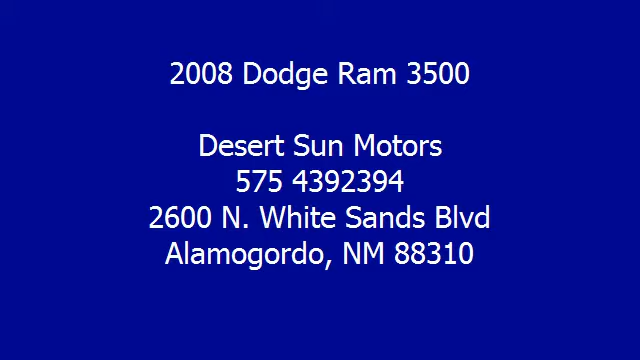 2008 Dodge Ram 3500
Desert Sun Motors
575 4392394
2600 N. White Sands Blvd
Alamogordo, NM 88310